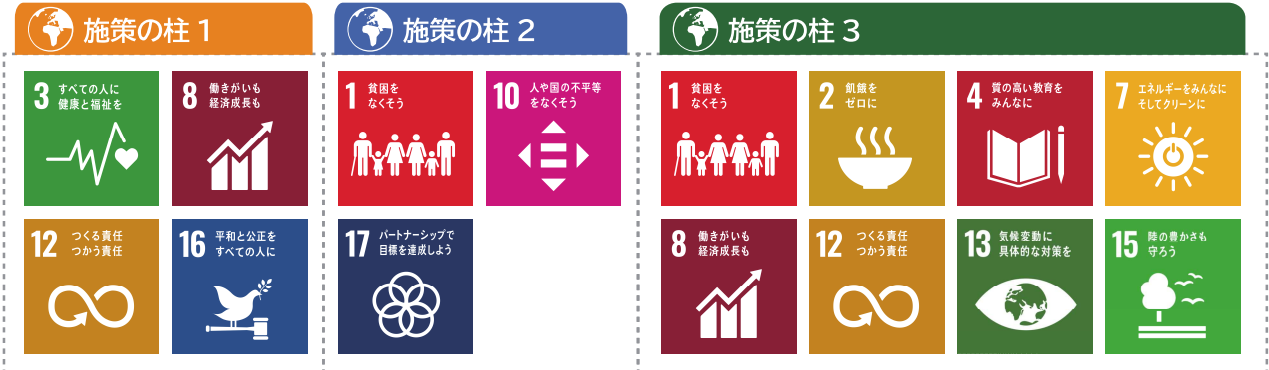 施策の柱 1
3 すべての人に
健康と福祉を
8 働きがいも
経済成長も
12 つくる責任
つかう責任
16 平和と公正を
すべての人に
施策の柱 2
1 貧困を
なくそう
10 人や国の不平等
をなくそう
17 パートナーシップで
目標を達成しよう
施策の柱 3
1 貧困を
なくそう
2 飢餓を
ゼロに
4 質の高い教育を
みんなに
7 エネルギーをみんなに
そしてクリーンに
8 働きがいも
経済成長も
12 つくる責任
つかう責任
13 気候変動に
具体的な対策を
15 陸の豊かさも
守ろう